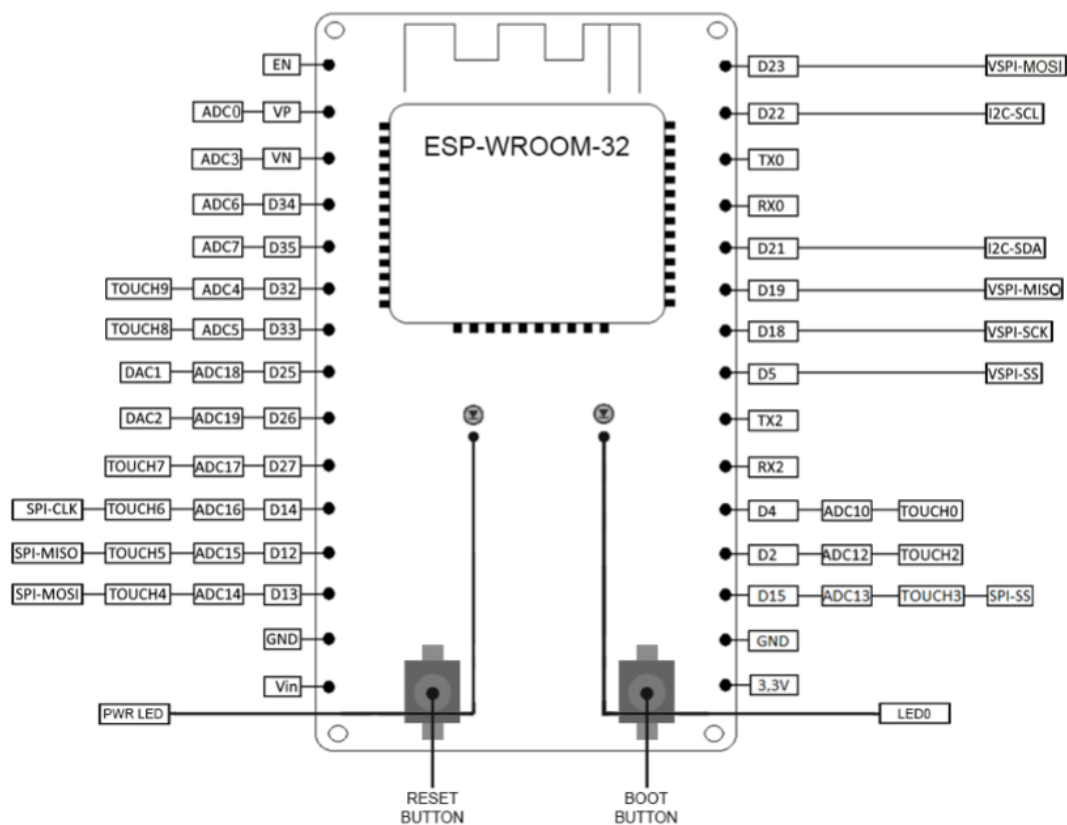 ESP-WROOM-32
EN
ADC0 VP
ADC3 VN
ADC6 D34
ADC7 D35
TOUCH9 ADC4 D32
TOUCH8 ADC5 D33
DAC1 ADC18 D25
DAC2 ADC19 D26
TOUCH7 ADC17 D27
SPI-CLK TOUCH6 ADC16 D14
SPI-MISO TOUCH5 ADC15 D12
SPI-MOSI TOUCH4 ADC14 D13
GND
Vin
PWR LED
D23 VSPI-MOSI
D22 I2C-SCL
TX0
RX0
D21 I2C-SDA
D19 VSPI-MISO
D18 VSPI-SCK
D5 VSPI-SS
TX2
RX2
D4 ADC10 TOUCH0
D2 ADC12 TOUCH2
D15 ADC13 TOUCH3 SPI-SS
GND
3.3V
LED0
RESET
BUTTON
BOOT
BUTTON